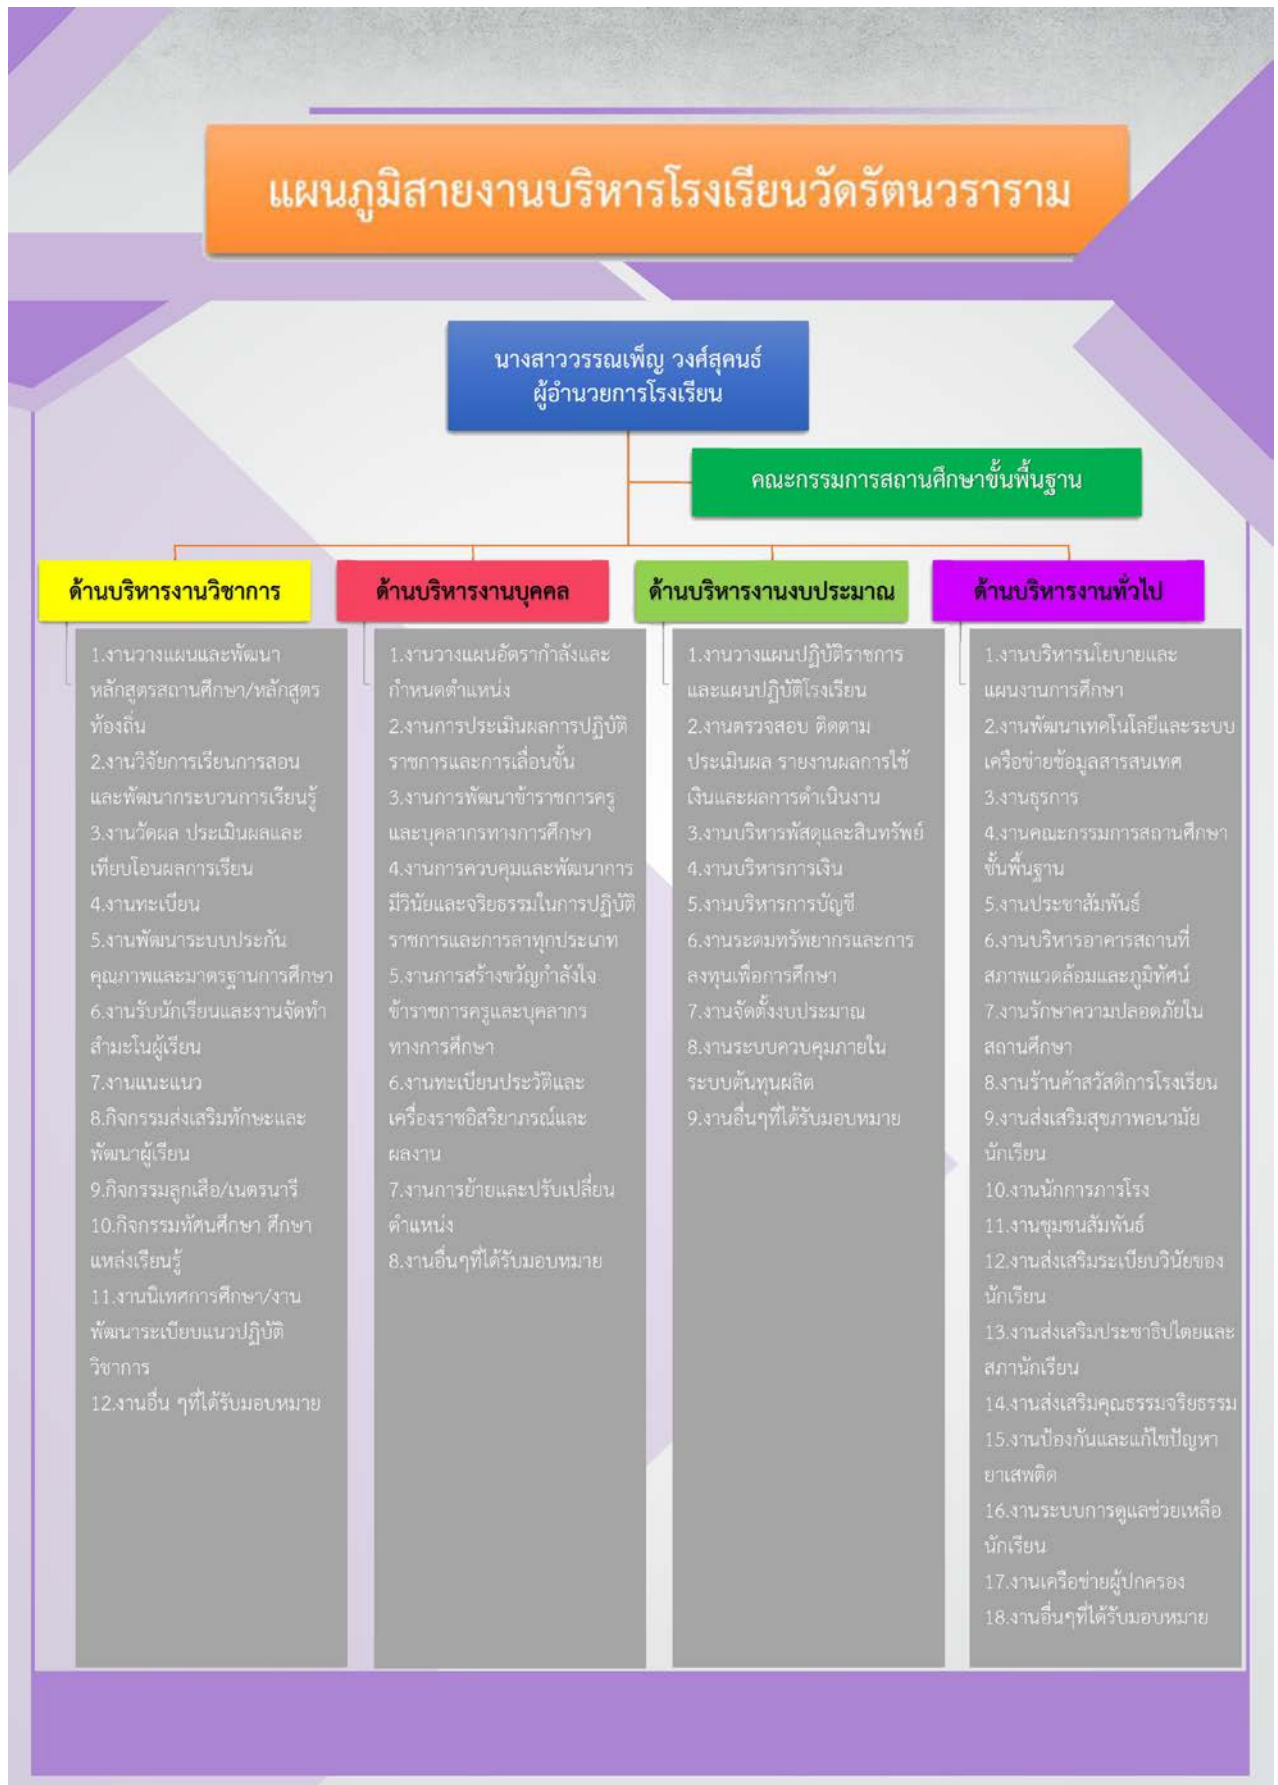 แผนภูมิสายงานบริหารโรงเรียนวัดรัตนวราราม
นางสาววรรณเพ็ญ วงศ์สุคนธ์
ผู้อำนวยการโรงเรียน
คณะกรรมการสถานศึกษาขั้นพื้นฐาน
ด้านบริหารงานวิชาการ
1.งานวางแผนและพัฒนา
หลักสูตรสถานศึกษา/หลักสูตร
ท้องถิ่น
2.งานวิจัยการเรียนการสอน
และพัฒนากระบวนการเรียนรู้
3.งานวัดผล ประเมินผลและ
เทียบโอนผลการเรียน
4.งานทะเบียน
5.งานพัฒนาระบบประกัน
คุณภาพและมาตรฐานการศึกษา
6.งานรับนักเรียนและงานจัดทำ
สำมะโนผู้เรียน
7.งานแนะแนว
8.กิจกรรมส่งเสริมทักษะและ
พัฒนาผู้เรียน
9.กิจกรรมลูกเสือ/เนตรนารี
10.กิจกรรมทัศนศึกษา ศึกษา
แหล่งเรียนรู้
11.งานนิเทศการศึกษา/งาน
พัฒนาระเบียบแนวปฏิบัติ
วิชาการ
12.งานอื่น ๆที่ได้รับมอบหมาย
ด้านบริหารงานบุคคล
1.งานวางแผนอัตรากำลังและ
กำหนดตำแหน่ง
2.งานการประเมินผลการปฏิบัติ
ราชการและการเลื่อนขั้น
3.งานการพัฒนาข้าราชการครู
และบุคลากรทางการศึกษา
4.งานการควบคุมและพัฒนาการ
มีวินัยและจริยธรรมในการปฏิบัติ
ราชการและการลาทุกประเภท
5.งานการสร้างขวัญกำลังใจ
ข้าราชการครูและบุคลากร
ทางการศึกษา
6.งานทะเบียนประวัติและ
เครื่องราชอิสริยาภรณ์และ
ผลงาน
7.งานการย้ายและปรับเปลี่ยน
ตำแหน่ง
8.งานอื่นๆที่ได้รับมอบหมาย
ด้านบริหารงานงบประมาณ
1.งานวางแผนปฏิบัติราชการ
และแผนปฏิบัติโรงเรียน
2.งานตรวจสอบ ติดตาม
ประเมินผล รายงานผลการใช้
เงินและผลการดำเนินงาน
3.งานบริหารพัสดุและสินทรัพย์
4.งานบริหารการเงิน
5.งานบริหารการบัญชี
6.งานระดมทรัพยากรและการ
ลงทุนเพื่อการศึกษา
7.งานจัดตั้งงบประมาณ
8.งานระบบควบคุมภายใน
ระบบต้นทุนผลิต
9.งานอื่นๆที่ได้รับมอบหมาย
ด้านบริหารงานทั่วไป
1.งานบริหารนโยบายและ
แผนงานการศึกษา
2.งานพัฒนาเทคโนโลยีและระบบ
เครือข่ายข้อมูลสารสนเทศ
3.งานธุรการ
4.งานคณะกรรมการสถานศึกษา
ขั้นพื้นฐาน
5.งานประชาสัมพันธ์
6.งานบริหารอาคารสถานที่
สภาพแวดล้อมและภูมิทัศน์
7.งานรักษาความปลอดภัยใน
สถานศึกษา
8.งานร้านค้าสวัสดิการโรงเรียน
9.งานส่งเสริมสุขภาพอนามัย
นักเรียน
10.งานนักการภารโรง
11.งานชุมชนสัมพันธ์
12.งานส่งเสริมระเบียบวินัยของ
นักเรียน
13.งานส่งเสริมประชาธิปไตยและ
สภานักเรียน
14.งานส่งเสริมคุณธรรมจริยธรรม
15.งานป้องกันและแก้ไขปัญหา
ยาเสพติด
16.งานระบบการดูแลช่วยเหลือ
นักเรียน
17.งานเครือข่ายผู้ปกครอง
18.งานอื่นๆที่ได้รับมอบหมาย